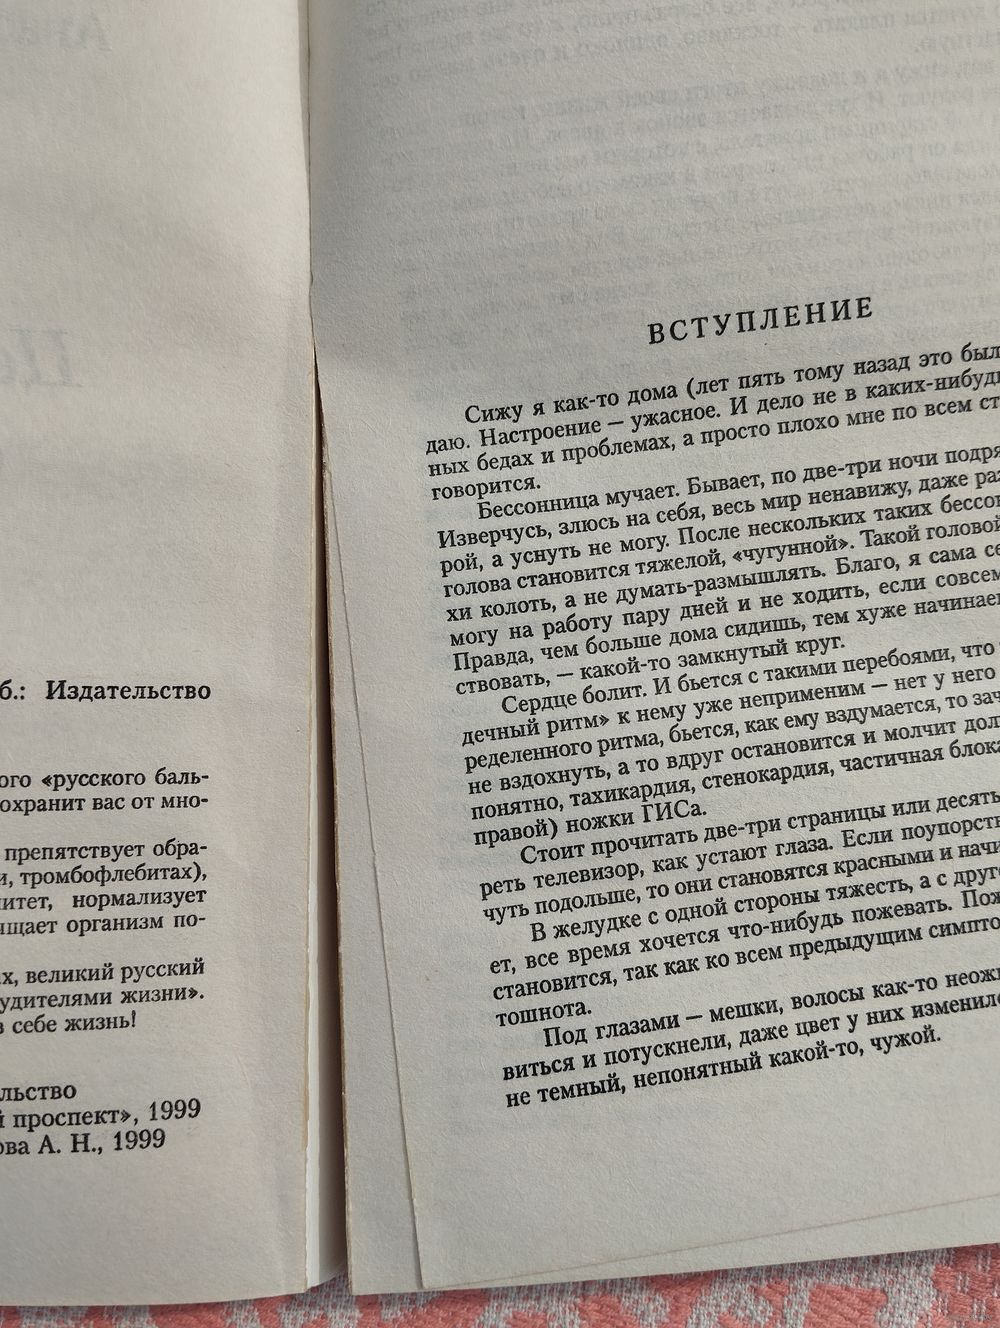 б.: Издательство
ого «русского баль-
охранит вас от мно-
препятствует обра-
и, тромбофлебитах),
итет, нормализует
щает организм по-
ах, великий русский
удителями жизни».
в себе жизнь!
льство
й проспект», 1999
ова А. Н., 1999
ВСТУПЛЕНИЕ
Сижу я как-то дома (лет пять тому назад это был
даю. Настроение — ужасное. И дело не в каких-нибудь
ных бедах и проблемах, а просто плохо мне по всем ст
говорится.
Бессонница мучает. Бывает, по две-три ночи подря
Изверчусь, злюсь на себя, весь мир ненавижу, даже раз
рой, а уснуть не могу. После нескольких таких бессон
голова становится тяжелой, «чугунной». Такой головой
хи колоть, а не думать-размышлять. Благо, я сама се
могу на работу пару дней и не ходить, если совсем
Правда, чем больше дома сидишь, тем хуже начинаешь
ствовать, — какой-то замкнутый круг.
Сердце болит. И бьется с такими перебоями, что
дечный ритм» к нему уже неприменим — нет у него
ределенного ритма, бьется, как ему вздумается, то зач
не вздохнуть, а то вдруг остановится и молчит дол
понятно, тахикардия, стенокардия, частичная блока
правой) ножки ГИСа.
Стоит прочитать две-три страницы или десять
реть телевизор, как устают глаза. Если поупорств
чуть подольше, то они становятся красными и начи
В желудке с одной стороны тяжесть, а с друго
ет, все время хочется что-нибудь пожевать. Пож
становится, так как ко всем предыдущим симпто
тошнота.
Под глазами — мешки, волосы как-то неожи
виться и потускнели, даже цвет у них изменилс
не темный, непонятный какой-то, чужой.